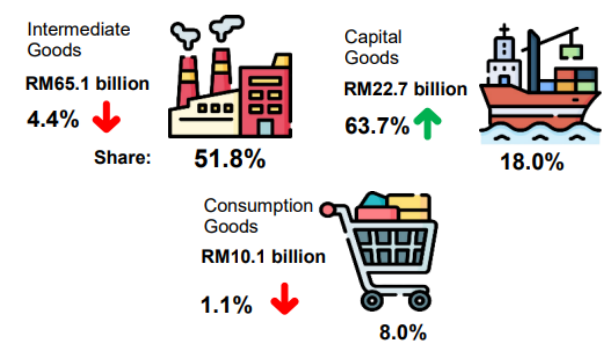 Intermediate
Goods
RM65.1 billion
4.4%
Share:
51.8%
Capital
Goods
RM22.7 billion
63.7%
18.0%
Consumption
Goods
RM10.1 billion
1.1%
8.0%